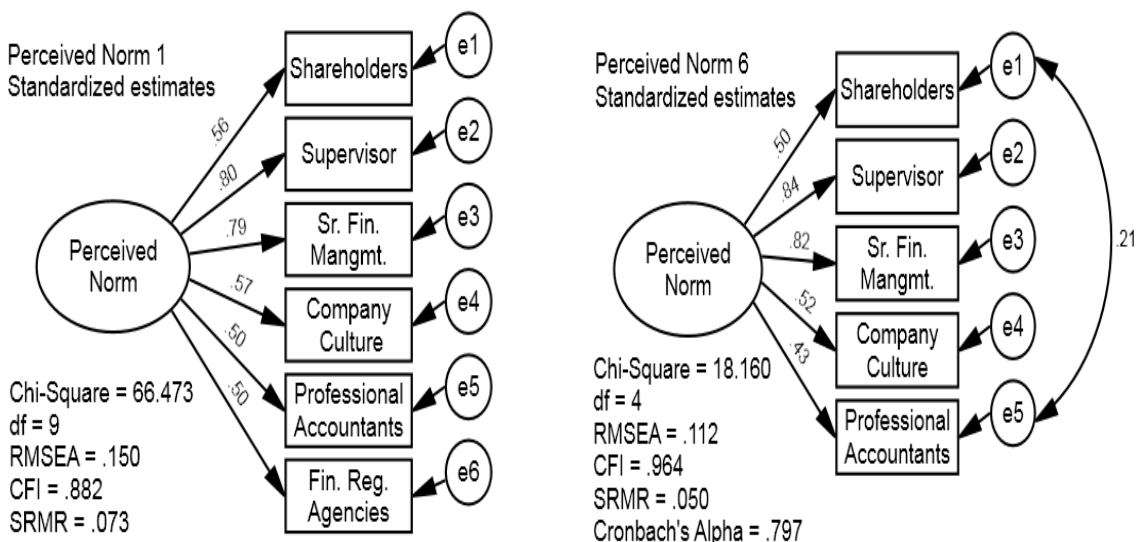 Perceived Norm 1
Standardized estimates
Shareholders
e1
.56
Supervisor
e2
.80
Sr. Fin.
Mangmt.
e3
.79
Perceived
Norm
Company
Culture
e4
.57
Professional
Accountants
e5
.50
Fin. Reg.
Agencies
e6
.50
Chi-Square = 66.473
df = 9
RMSEA = .150
CFI = .882
SRMR = .073
Perceived Norm 6
Standardized estimates
Shareholders
e1
.50
Supervisor
e2
.84
Sr. Fin.
Mangmt.
e3
.82
.21
Perceived
Norm
Company
Culture
e4
.52
Professional
Accountants
e5
.43
Chi-Square = 18.160
df = 4
RMSEA = .112
CFI = .964
SRMR = .050
Cronbach's Alpha = .797